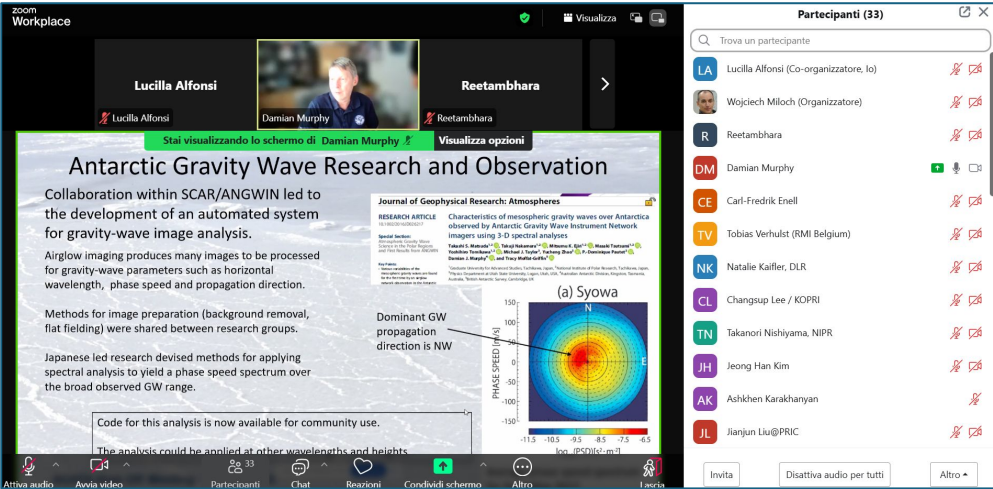 zoom
Workplace
Visualizza
Lucilla Alfonsi
Lucilla Alfonsi
Damian Murphy
Reetambhara
Reetambhara
Stai visualizzando lo schermo di Damian Murphy
Visualizza opzioni
Antarctic Gravity Wave Research and Observation
Collaboration within SCAR/ANGWIN led to
the development of an automated system
for gravity-wave image analysis.
Airglow imaging produces many images to be processed
for gravity-wave parameters such as horizontal
wavelength, phase speed and propagation direction.
Methods for image preparation (background removal,
flat fielding) were shared between research groups.
Japanese led research devised methods for applying
spectral analysis to yield a phase speed spectrum over
the broad observed GW range.
Code for this analysis is now available for community use.
The analysis could be applied at other wavelengths and heights
Journal of Geophysical Research: Atmospheres
RESEARCH ARTICLE
Characteristics of mesospheric gravity waves over Antarctica
observed by Antarctic Gravity Wave Instrument Network
imagers using 3-D spectral analyses
Special Section:
Key Points:
Dominant GW
propagation
direction is NW
(a) Syowa
N
E
PHASE SPEED [m/s]
150
100
50
0
-50
-100
-150
-11.5 -10.5 -9.5 -8.5 -7.5 -6.5
log (PSD)[s²·m²]
Attiva audio
Avvia video
33
Partecipanti
Chat
Reazioni
Condividi schermo
Altro
Lascia
Partecipanti (33)
Trova un partecipante
LA Lucilla Alfonsi (Co-organizzatore, Io)
Wojciech Miloch (Organizzatore)
R Reetambhara
DM Damian Murphy
CE Carl-Fredrik Enell
TV Tobias Verhulst (RMI Belgium)
NK Natalie Kaifler, DLR
CL Changsup Lee / KOPRI
TN Takanori Nishiyama, NIPR
JH Jeong Han Kim
AK Ashkhen Karakhanyan
JL Jianjun Liu@PRIC
Invita
Disattiva audio per tutti
Altro